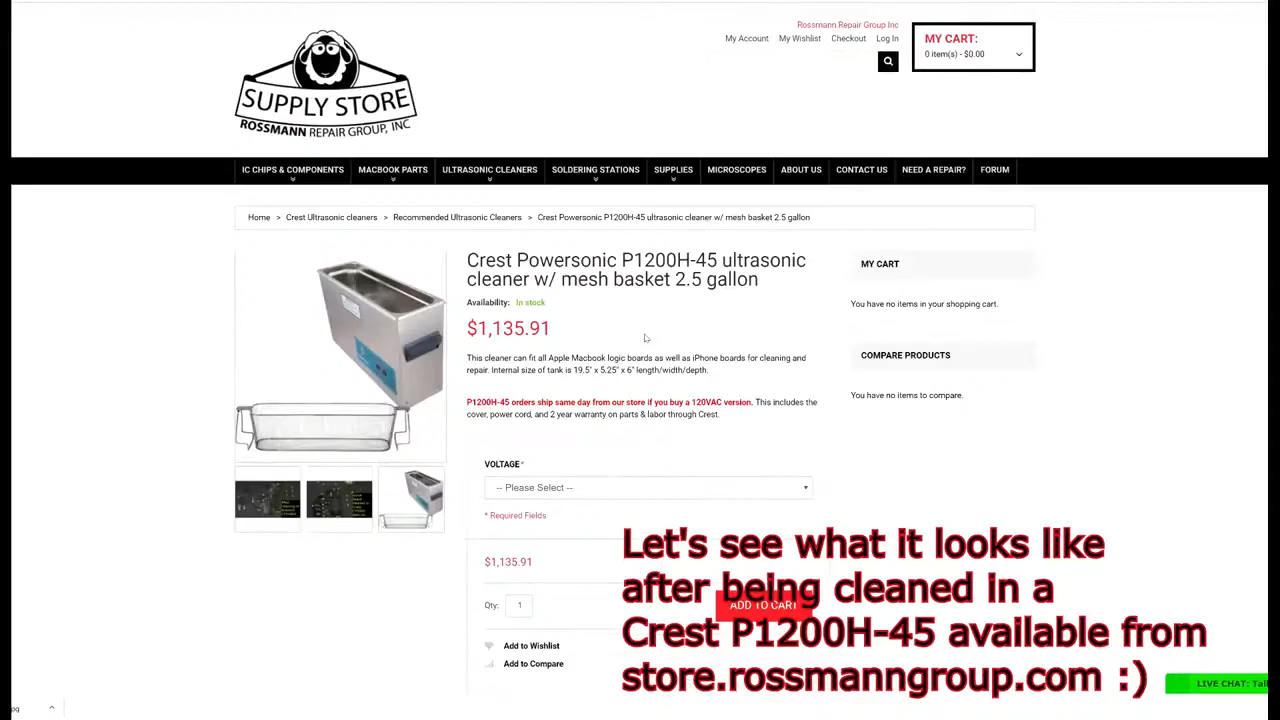 Rossmann Repair Group Inc
My Account My Wishlist Checkout Log In
MY CART:
0 item(s) - $0.00
SUPPLY STORE
ROSSMANN REPAIR GROUP, INC
IC CHIPS & COMPONENTS MACBOOK PARTS ULTRASONIC CLEANERS SOLDERING STATIONS SUPPLIES MICROSCOPES ABOUT US CONTACT US NEED A REPAIR? FORUM
Home > Crest Ultrasonic cleaners > Recommended Ultrasonic Cleaners > Crest Powersonic P1200H-45 ultrasonic cleaner w/ mesh basket 2.5 gallon
Crest Powersonic P1200H-45 ultrasonic
cleaner w/ mesh basket 2.5 gallon
Availability: In stock
$1,135.91
This cleaner can fit all Apple Macbook logic boards as well as iPhone boards for cleaning and
repair. Internal size of tank is 19.5" x 5.25" x 6" length/width/depth.
P1200H-45 orders ship same day from our store if you buy a 120VAC version. This includes the
cover, power cord, and 2 year warranty on parts & labor through Crest.
VOLTAGE*
-- Please Select --
* Required Fields
$1,135.91
Qty: 1
ADD TO CART
Add to Wishlist
Add to Compare
MY CART
You have no items in your shopping cart.
COMPARE PRODUCTS
You have no items to compare.
Let's see what it looks like
after being cleaned in a
Crest P1200H-45 available from
store.rossmanngroup.com :)
LIVE CHAT: Tal
pg